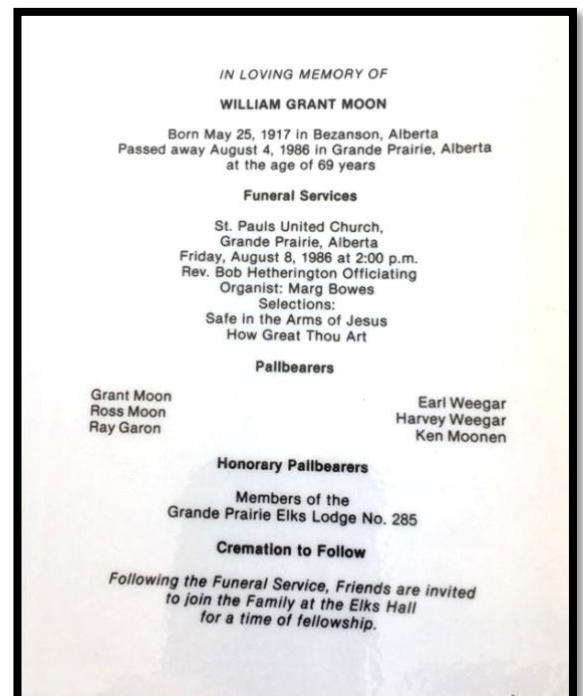 IN LOVING MEMORY OF
WILLIAM GRANT MOON
Born May 25, 1917 in Bezanson, Alberta
Passed away August 4, 1986 in Grande Prairie, Alberta
at the age of 69 years
Funeral Services
St. Pauls United Church,
Grande Prairie, Alberta
Friday, August 8, 1986 at 2:00 p.m.
Rev. Bob Hetherington Officiating
Organist: Marg Bowes
Selections:
Safe in the Arms of Jesus
How Great Thou Art
Pallbearers
Grant Moon
Ross Moon
Ray Garon
Earl Weegar
Harvey Weegar
Ken Moonen
Honorary Pallbearers
Members of the
Grande Prairie Elks Lodge No. 285
Cremation to Follow
Following the Funeral Service, Friends are invited
to join the Family at the Elks Hall
for a time of fellowship.